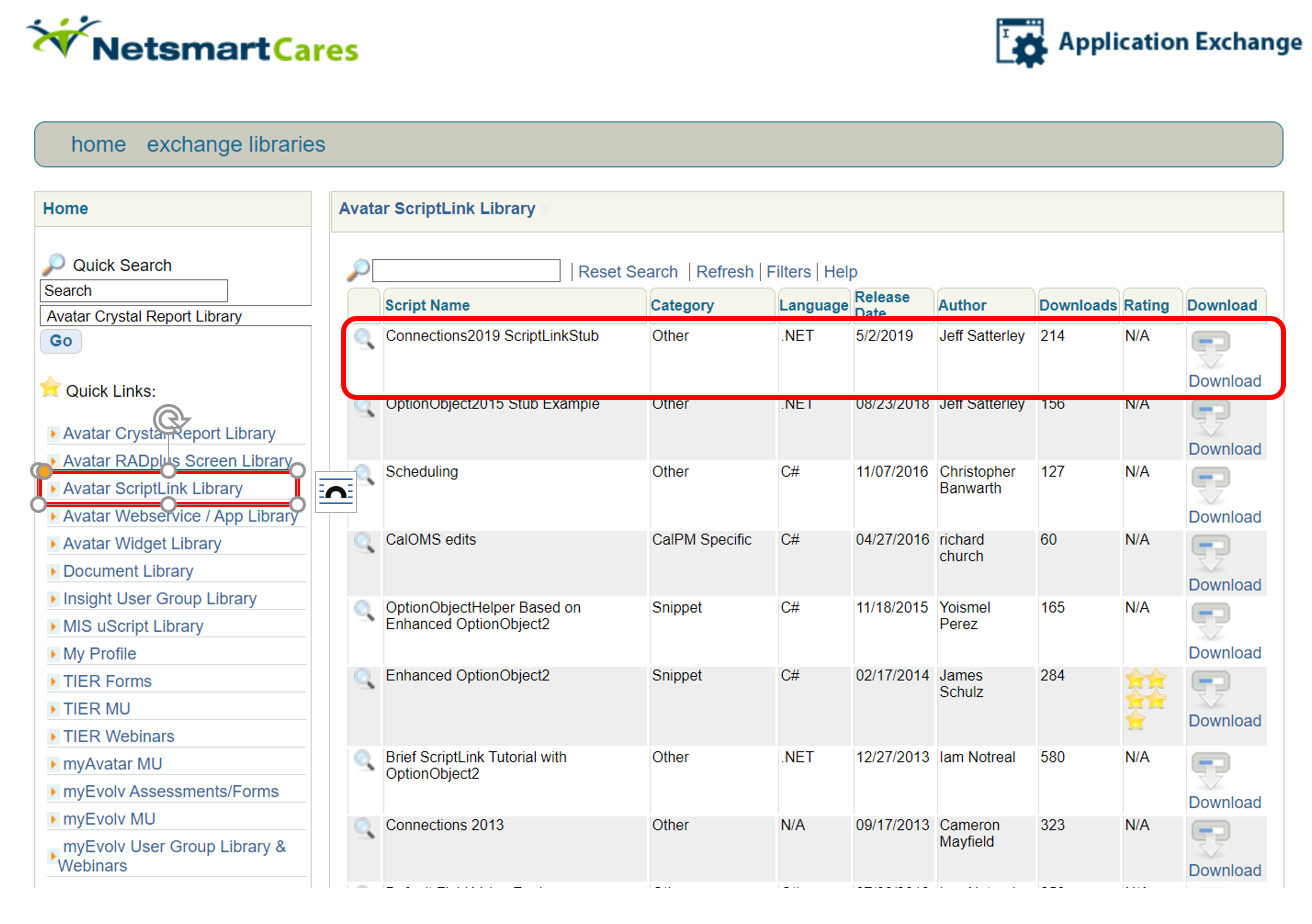 NetsmartCares
Application Exchange
home exchange libraries
Home
Quick Search
Search
Avatar Crystal Report Library
Go
Quick Links:
Avatar Crystal Report Library
Avatar RADplus Screen Library
Avatar ScriptLink Library
Avatar Webservice / App Library
Avatar Widget Library
Document Library
Insight User Group Library
MIS uScript Library
My Profile
TIER Forms
TIER MU
TIER Webinars
myAvatar MU
myEvolv Assessments/Forms
myEvolv MU
myEvolv User Group Library &
Webinars
Avatar ScriptLink Library
| Reset Search | Refresh | Filters | Help
Script Name Category Language Release Date Author Downloads Rating Download
Connections2019 ScriptLinkStub Other .NET 5/2/2019 Jeff Satterley 214 N/A
Download
OptionObject2015 Stub Example Other .NET 08/23/2018 Jeff Satterley 156 N/A
Download
Scheduling Other C# 11/07/2016 Christopher 127 N/A
Banwarth
Download
CalOMS edits CalPM Specific C# 04/27/2016 richard 60 N/A
church
Download
OptionObjectHelper Based on Snippet C# 11/18/2015 Yoismel 165 N/A
Enhanced OptionObject2 Perez
Download
Enhanced OptionObject2 Snippet C# 02/17/2014 James 284
Schulz
Download
Brief ScriptLink Tutorial with Other .NET 12/27/2013 Iam Notreal 580 N/A
OptionObject2
Download
Connections 2013 Other N/A 09/17/2013 Cameron 323 N/A
Mayfield
Download